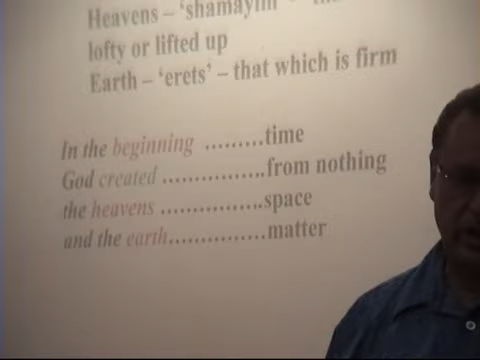 Heavens – 'shamayim' –
lofty or lifted up
Earth – 'erets' – that which is firm
In the beginning .........time
God created ...............from nothing
the heavens ...............space
and the earth..............matter